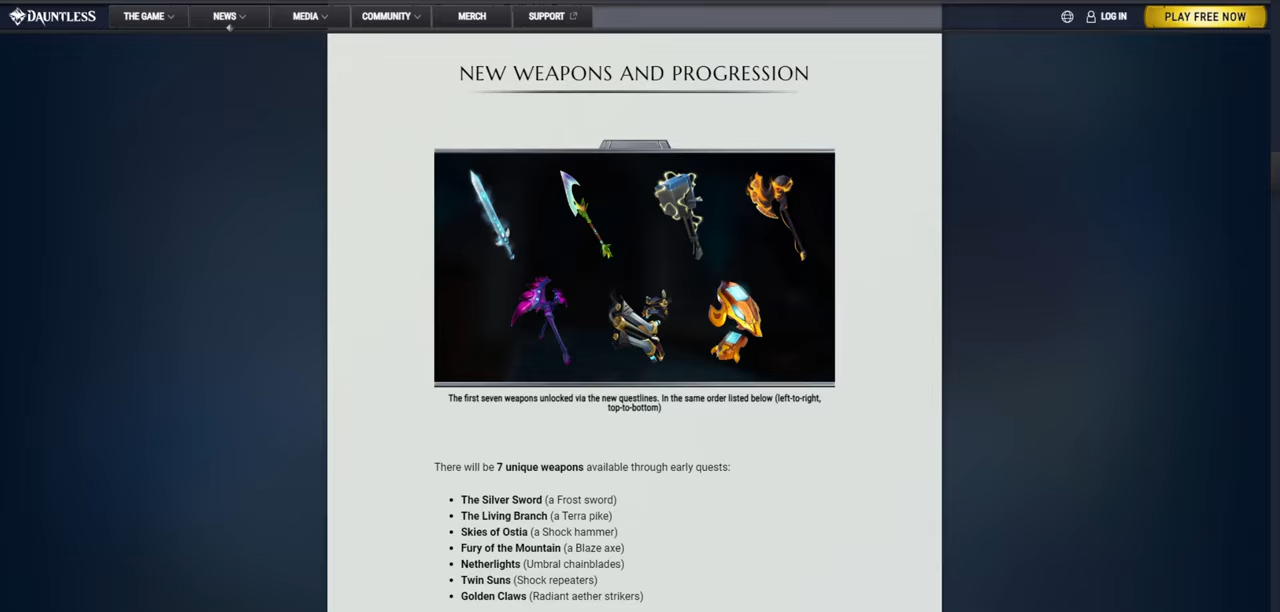 DAUNTLESS
THE GAME
NEWS
MEDIA
COMMUNITY
MERCH
SUPPORT
LOG IN
PLAY FREE NOW
NEW WEAPONS AND PROGRESSION
The first seven weapons unlocked via the new questlines. In the same order listed below (left-to-right,
top-to-bottom)
There will be 7 unique weapons available through early quests:
• The Silver Sword (a Frost sword)
• The Living Branch (a Terra pike)
• Skies of Ostia (a Shock hammer)
• Fury of the Mountain (a Blaze axe)
• Netherlights (Umbral chainblades)
• Twin Suns (Shock repeaters)
• Golden Claws (Radiant aether strikers)